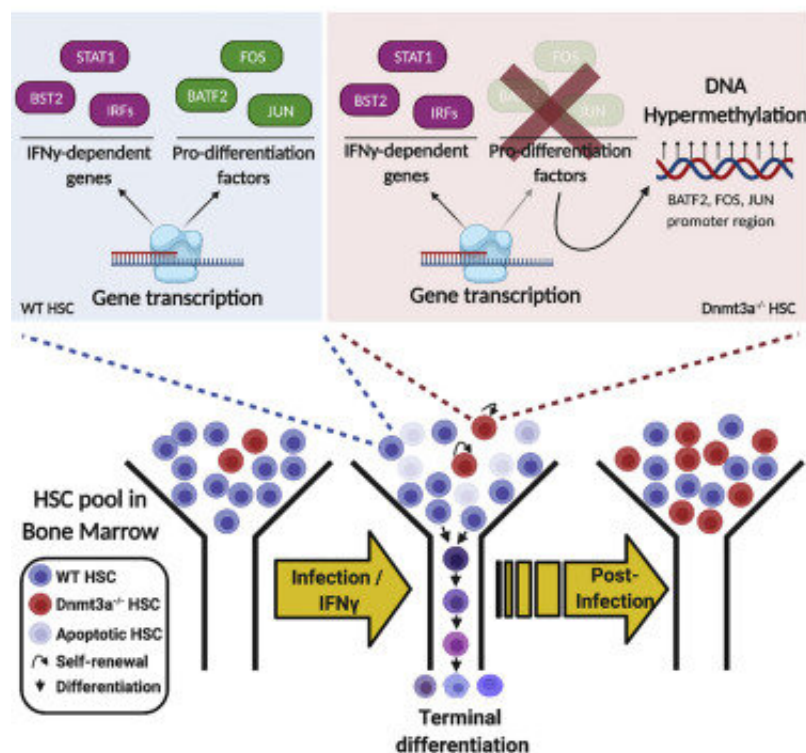 STAT1
BST2
IRFs
IFNγ-dependent
genes
FOS
BATF2
JUN
Pro-differentiation
factors
Gene transcription
WT HSC
STAT1
BST2
IRFs
IFNγ-dependent
genes
FOS
BATF2
JUN
Pro-differentiation
factors
Gene transcription
DNA
Hypermethylation
BATF2, FOS, JUN
promoter region
Dnmt3a⁻/⁻ HSC
HSC pool in
Bone Marrow
WT HSC
Dnmt3a⁻/⁻ HSC
Apoptotic HSC
Self-renewal
Differentiation
Infection /
IFNγ
Terminal
differentiation
Post-
Infection